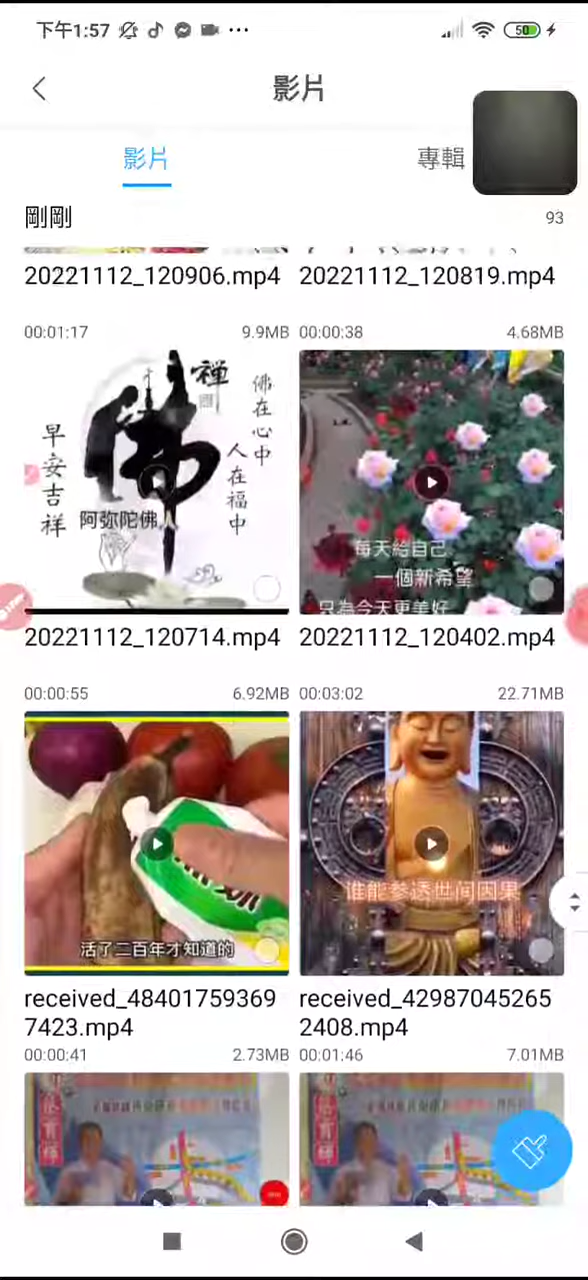 下午1:57
50
影片
影片
專輯
剛剛
93
20221112_120906.mp4
20221112_120819.mp4
00:01:17
9.9MB
00:00:38
4.68MB
禪
佛
佛在心中
人在福中
早安吉祥
阿弥陀佛
每天給自己
一個新希望
只為今天更美好
20221112_120714.mp4
20221112_120402.mp4
00:00:55
6.92MB
00:03:02
22.71MB
活了二百年才知道的
谁能参透世间因果
received_48401759369
7423.mp4
received_42987045265
2408.mp4
00:00:41
2.73MB
00:01:46
7.01MB